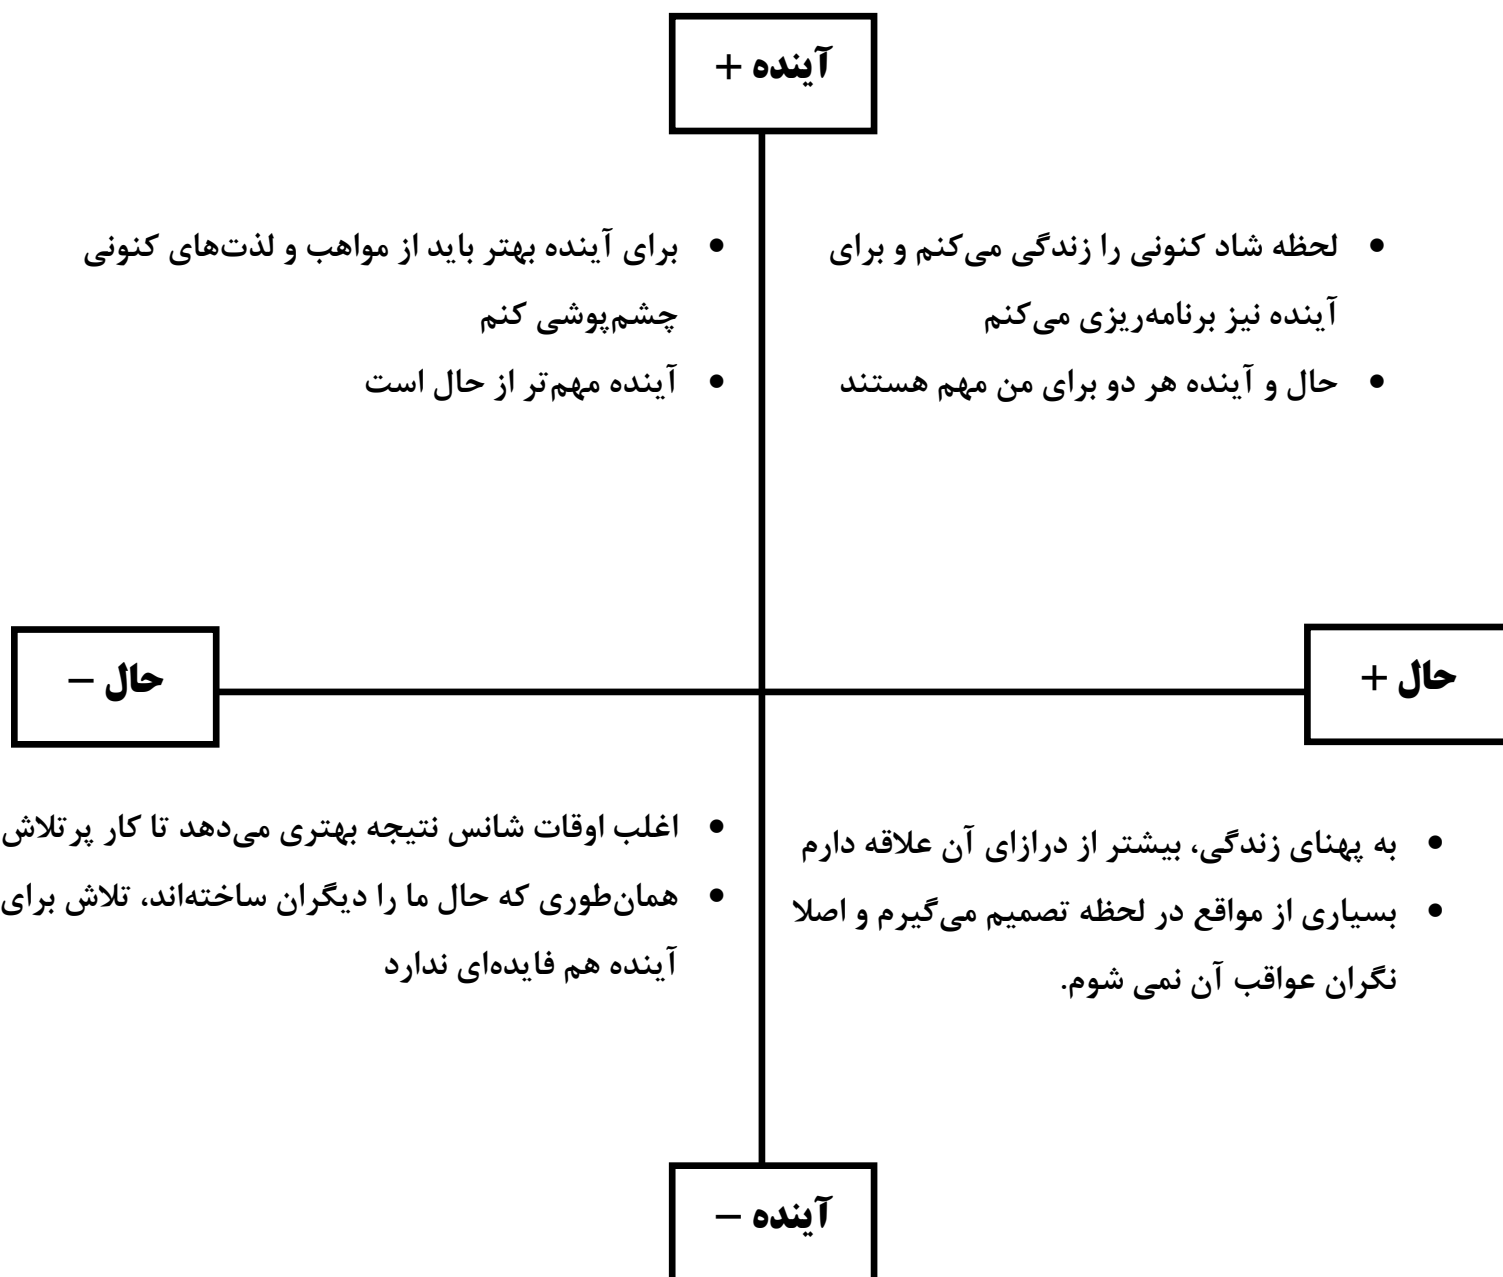 آینده +
• لحظه شاد کنونی را زندگی می‌کنم و برای
آینده نیز برنامه‌ریزی می‌کنم
• حال و آینده هر دو برای من مهم هستند
• برای آینده بهتر باید از مواهب و لذت‌های کنونی
چشم‌پوشی کنم
• آینده مهم‌تر از حال است
حال +
حال –
• به پهنای زندگی، بیشتر از درازای آن علاقه دارم
• بسیاری از مواقع در لحظه تصمیم می‌گیرم و اصلا
نگران عواقب آن نمی شوم.
• اغلب اوقات شانس نتیجه بهتری می‌دهد تا کار پرتلاش
• همان‌طوری که حال ما را دیگران ساخته‌اند، تلاش برای
آینده هم فایده‌ای ندارد
آینده –